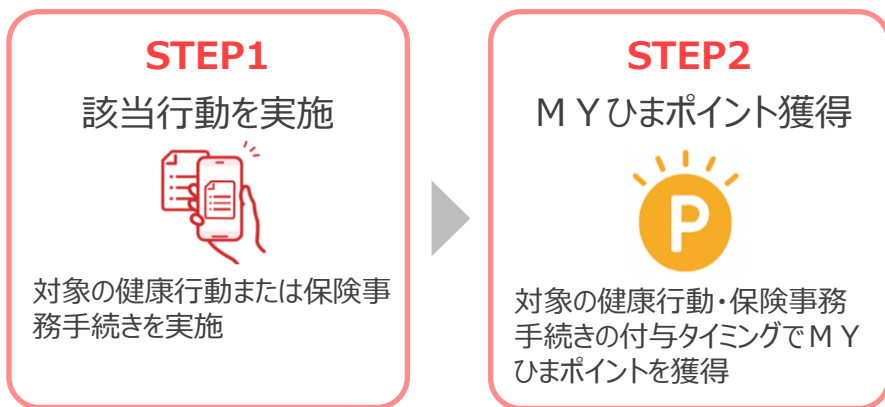 STEP1
該当行動を実施
対象の健康行動または保険事
務手続きを実施
STEP2
ＭＹひまポイント獲得
P
対象の健康行動・保険事務
手続きの付与タイミングでＭＹ
ひまポイントを獲得